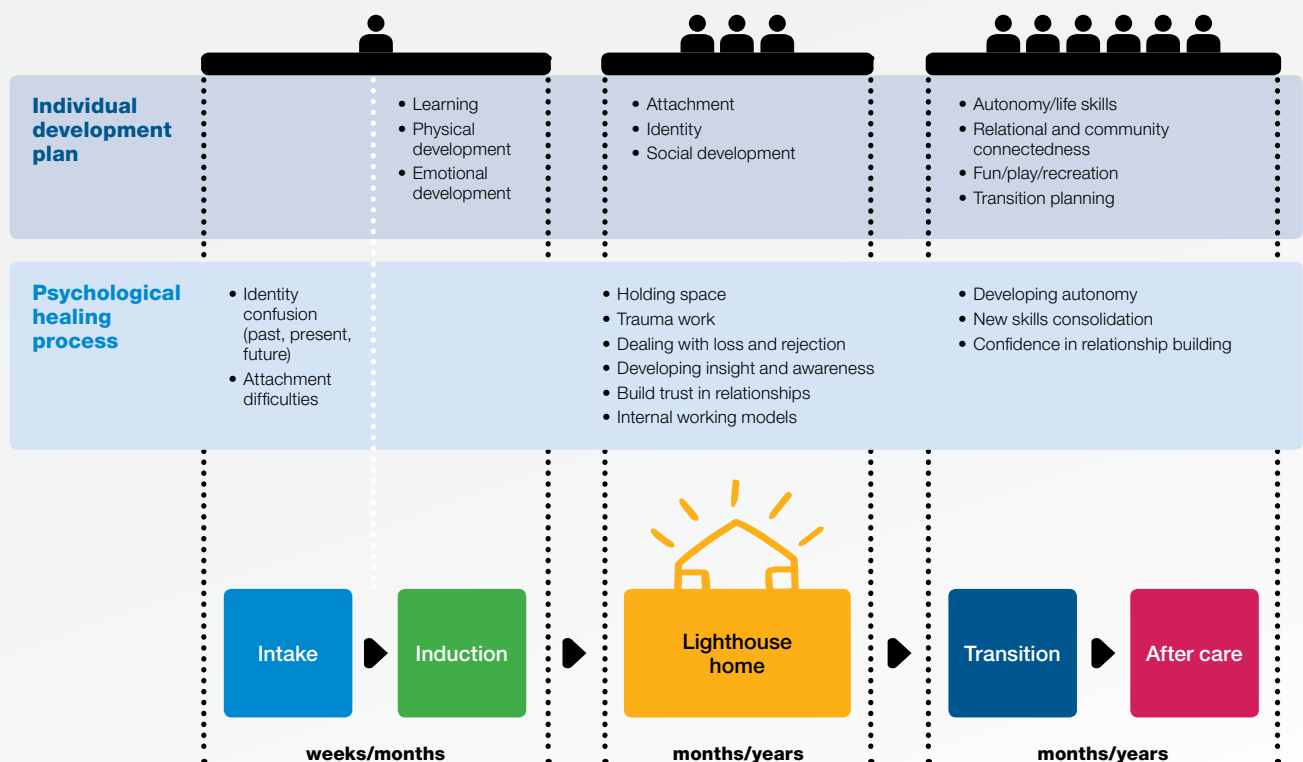 Individual
development
plan
• Learning
• Physical
development
• Emotional
development
• Attachment
• Identity
• Social development
• Autonomy/life skills
• Relational and community
connectedness
• Fun/play/recreation
• Transition planning
Psychological
healing
process
• Identity
confusion
(past, present,
future)
• Attachment
difficulties
• Holding space
• Trauma work
• Dealing with loss and rejection
• Developing insight and awareness
• Build trust in relationships
• Internal working models
• Developing autonomy
• New skills consolidation
• Confidence in relationship building
Intake
Induction
Lighthouse
home
Transition
After care
weeks/months
months/years
months/years